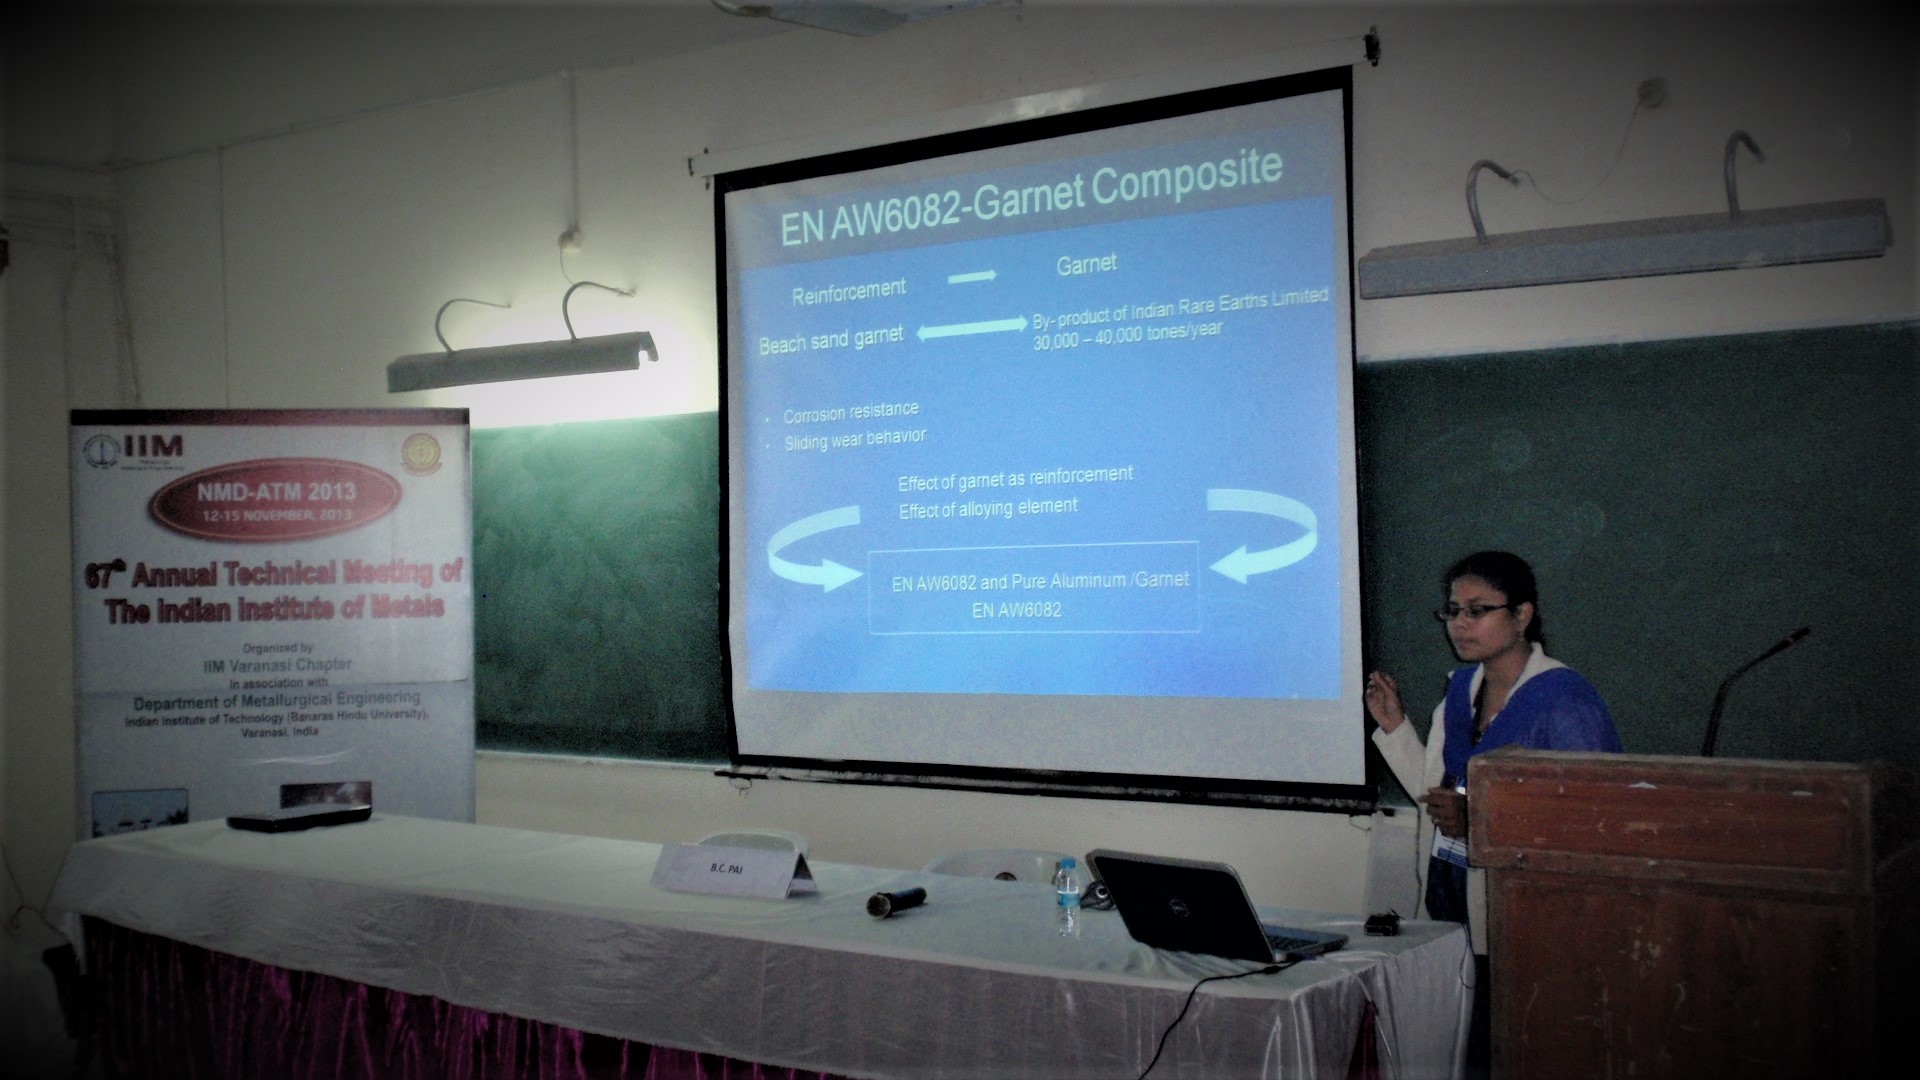 IIM
NMD-ATM 2013
12-15 NOVEMBER, 2013
67th Annual Technical Meeting of
The Indian Institute of Metals
Organized by
IIM Varanasi Chapter
In association with
Department of Metallurgical Engineering
Indian Institute of Technology (Banaras Hindu University),
Varanasi, India
EN AW6082-Garnet Composite
Reinforcement Garnet
Beach sand garnet
By- product of Indian Rare Earths Limited
30,000 – 40,000 tones/year
• Corrosion resistance
• Sliding wear behavior
Effect of garnet as reinforcement
Effect of alloying element
EN AW6082 and Pure Aluminum /Garnet
EN AW6082
B.C. PAI
DELL